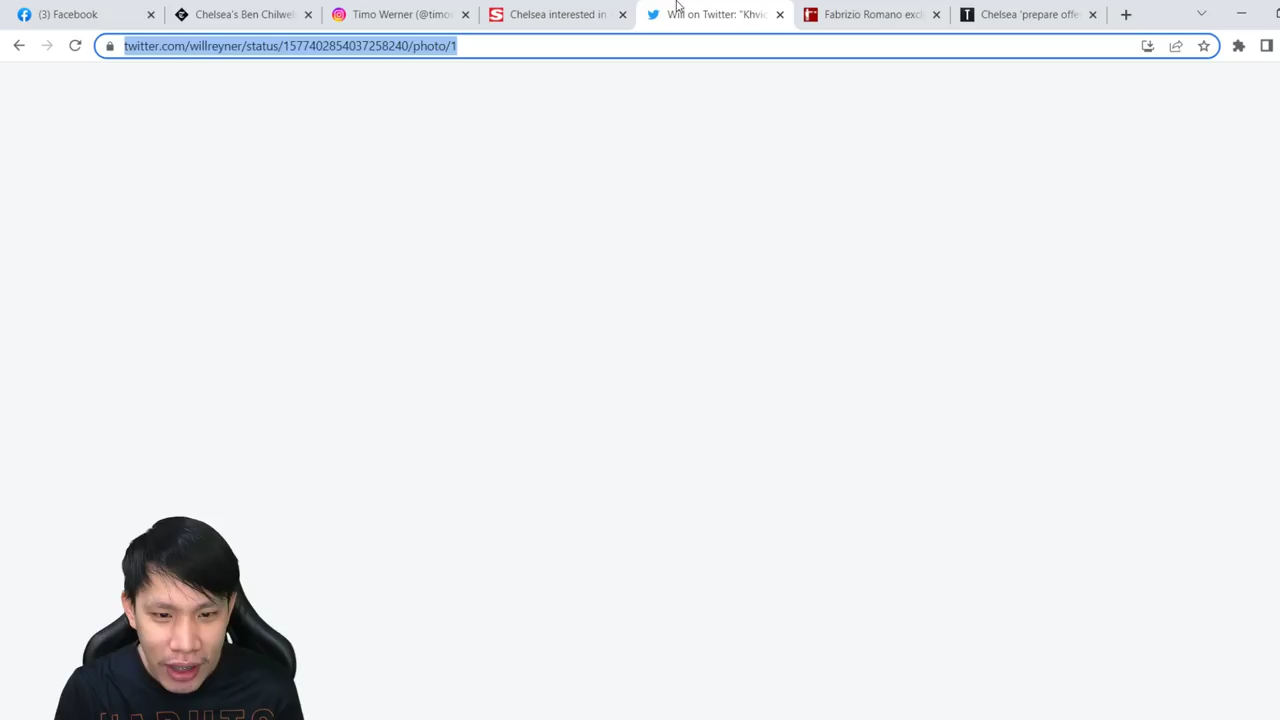 (3) Facebook
Chelsea's Ben Chilwel
Timo Werner (@timo
Chelsea interested in
Will on Twitter: "Khvic
Fabrizio Romano excl
Chelsea 'prepare offe
twitter.com/willreyner/status/1577402854037258240/photo/1
NARUTO